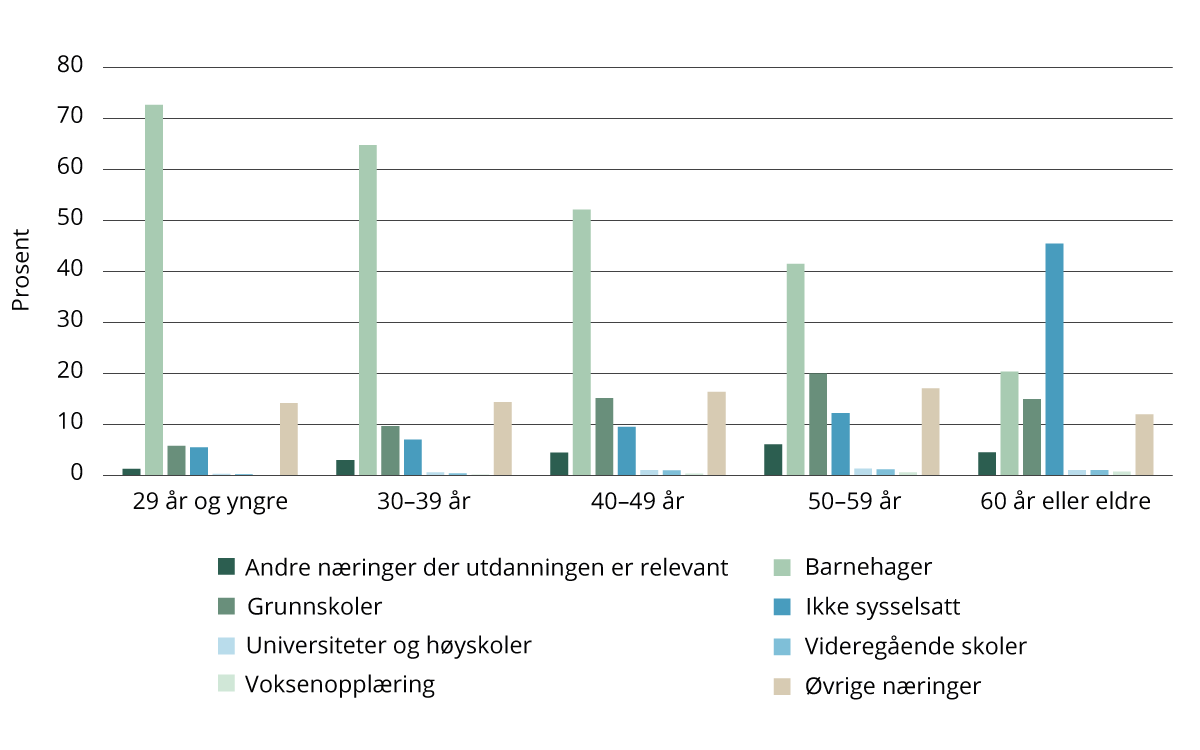 80
70
60
50
40
30
20
10
0
Prosent
29 år og yngre
30–39 år
40–49 år
50–59 år
60 år eller eldre
Andre næringer der utdanningen er relevant
Barnehager
Grunnskoler
Ikke sysselsatt
Universiteter og høyskoler
Videregående skoler
Voksenopplæring
Øvrige næringer